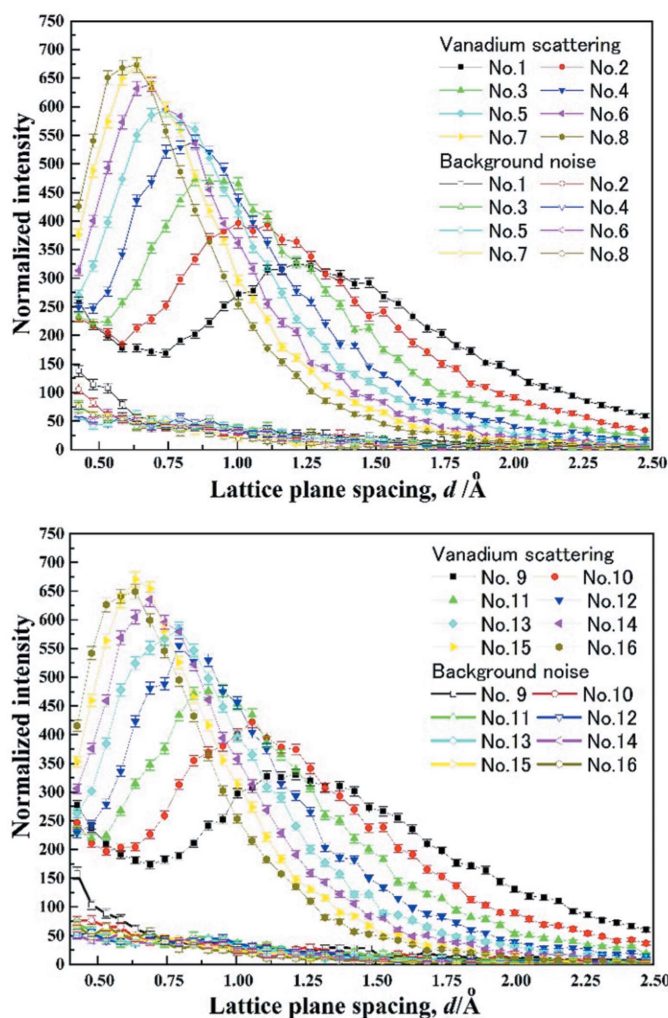 750
700
650
600
550
500
450
400
350
300
250
200
150
100
50
0
Normalized intensity
Vanadium scattering
No.1 No.2
No.3 No.4
No.5 No.6
No.7 No.8
Background noise
No.1 No.2
No.3 No.4
No.5 No.6
No.7 No.8
0.50 0.75 1.00 1.25 1.50 1.75 2.00 2.25 2.50
Lattice plane spacing, d /Å
750
700
650
600
550
500
450
400
350
300
250
200
150
100
50
0
Normalized intensity
Vanadium scattering
No. 9 No.10
No.11 No.12
No.13 No.14
No.15 No.16
Background noise
No. 9 No.10
No.11 No.12
No.13 No.14
No.15 No.16
0.50 0.75 1.00 1.25 1.50 1.75 2.00 2.25 2.50
Lattice plane spacing, d/Å